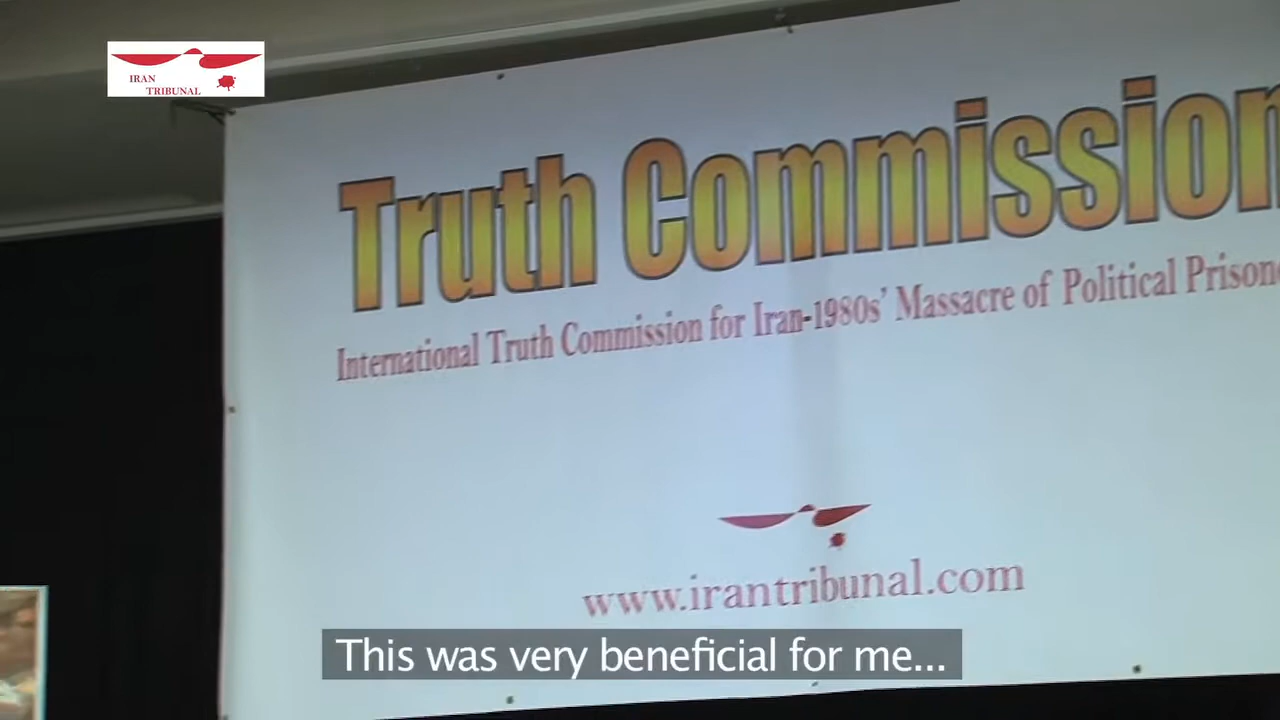 IRAN
TRIBUNAL
Truth Commission
International Truth Commission for Iran-1980s' Massacre of Political
www.irantribunal.com
This was very beneficial for me...